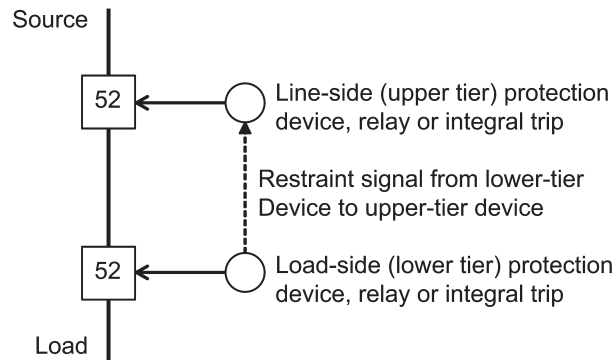 Source
52
Line-side (upper tier) protection
device, relay or integral trip
Restraint signal from lower-tier
Device to upper-tier device
52
Load-side (lower tier) protection
device, relay or integral trip
Load